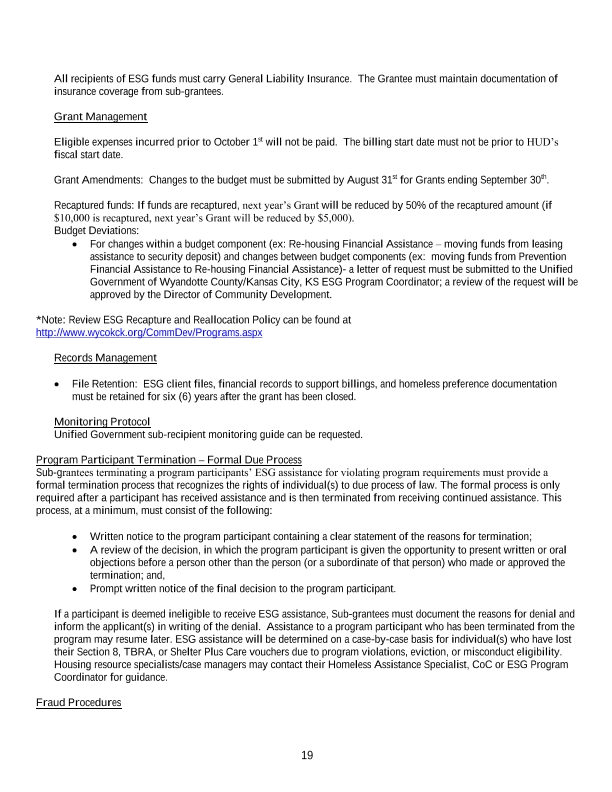 All recipients of ESG funds must carry General Liability Insurance.  The Grantee must maintain documentation of
insurance coverage from sub-grantees.
Grant Management
Eligible expenses incurred prior to October 1st will not be paid.  The billing start date must not be prior to HUD's
fiscal start date.
Grant Amendments:  Changes to the budget must be submitted by August 31st for Grants ending September 30th.
Recaptured funds: If funds are recaptured, next year's Grant will be reduced by 50% of the recaptured amount (if
$10,000 is recaptured, next year's Grant will be reduced by $5,000).
Budget Deviations:
• For changes within a budget component (ex: Re-housing Financial Assistance – moving funds from leasing
assistance to security deposit) and changes between budget components (ex:  moving funds from Prevention
Financial Assistance to Re-housing Financial Assistance)- a letter of request must be submitted to the Unified
Government of Wyandotte County/Kansas City, KS ESG Program Coordinator; a review of the request will be
approved by the Director of Community Development.
*Note: Review ESG Recapture and Reallocation Policy can be found at
http://www.wycokck.org/CommDev/Programs.aspx
Records Management
• File Retention:  ESG client files, financial records to support billings, and homeless preference documentation
must be retained for six (6) years after the grant has been closed.
Monitoring Protocol
Unified Government sub-recipient monitoring guide can be requested.
Program Participant Termination – Formal Due Process
Sub-grantees terminating a program participants' ESG assistance for violating program requirements must provide a
formal termination process that recognizes the rights of individual(s) to due process of law. The formal process is only
required after a participant has received assistance and is then terminated from receiving continued assistance. This
process, at a minimum, must consist of the following:
• Written notice to the program participant containing a clear statement of the reasons for termination;
• A review of the decision, in which the program participant is given the opportunity to present written or oral
objections before a person other than the person (or a subordinate of that person) who made or approved the
termination; and,
• Prompt written notice of the final decision to the program participant.
If a participant is deemed ineligible to receive ESG assistance, Sub-grantees must document the reasons for denial and
inform the applicant(s) in writing of the denial.  Assistance to a program participant who has been terminated from the
program may resume later. ESG assistance will be determined on a case-by-case basis for individual(s) who have lost
their Section 8, TBRA, or Shelter Plus Care vouchers due to program violations, eviction, or misconduct eligibility.
Housing resource specialists/case managers may contact their Homeless Assistance Specialist, CoC or ESG Program
Coordinator for guidance.
Fraud Procedures
19